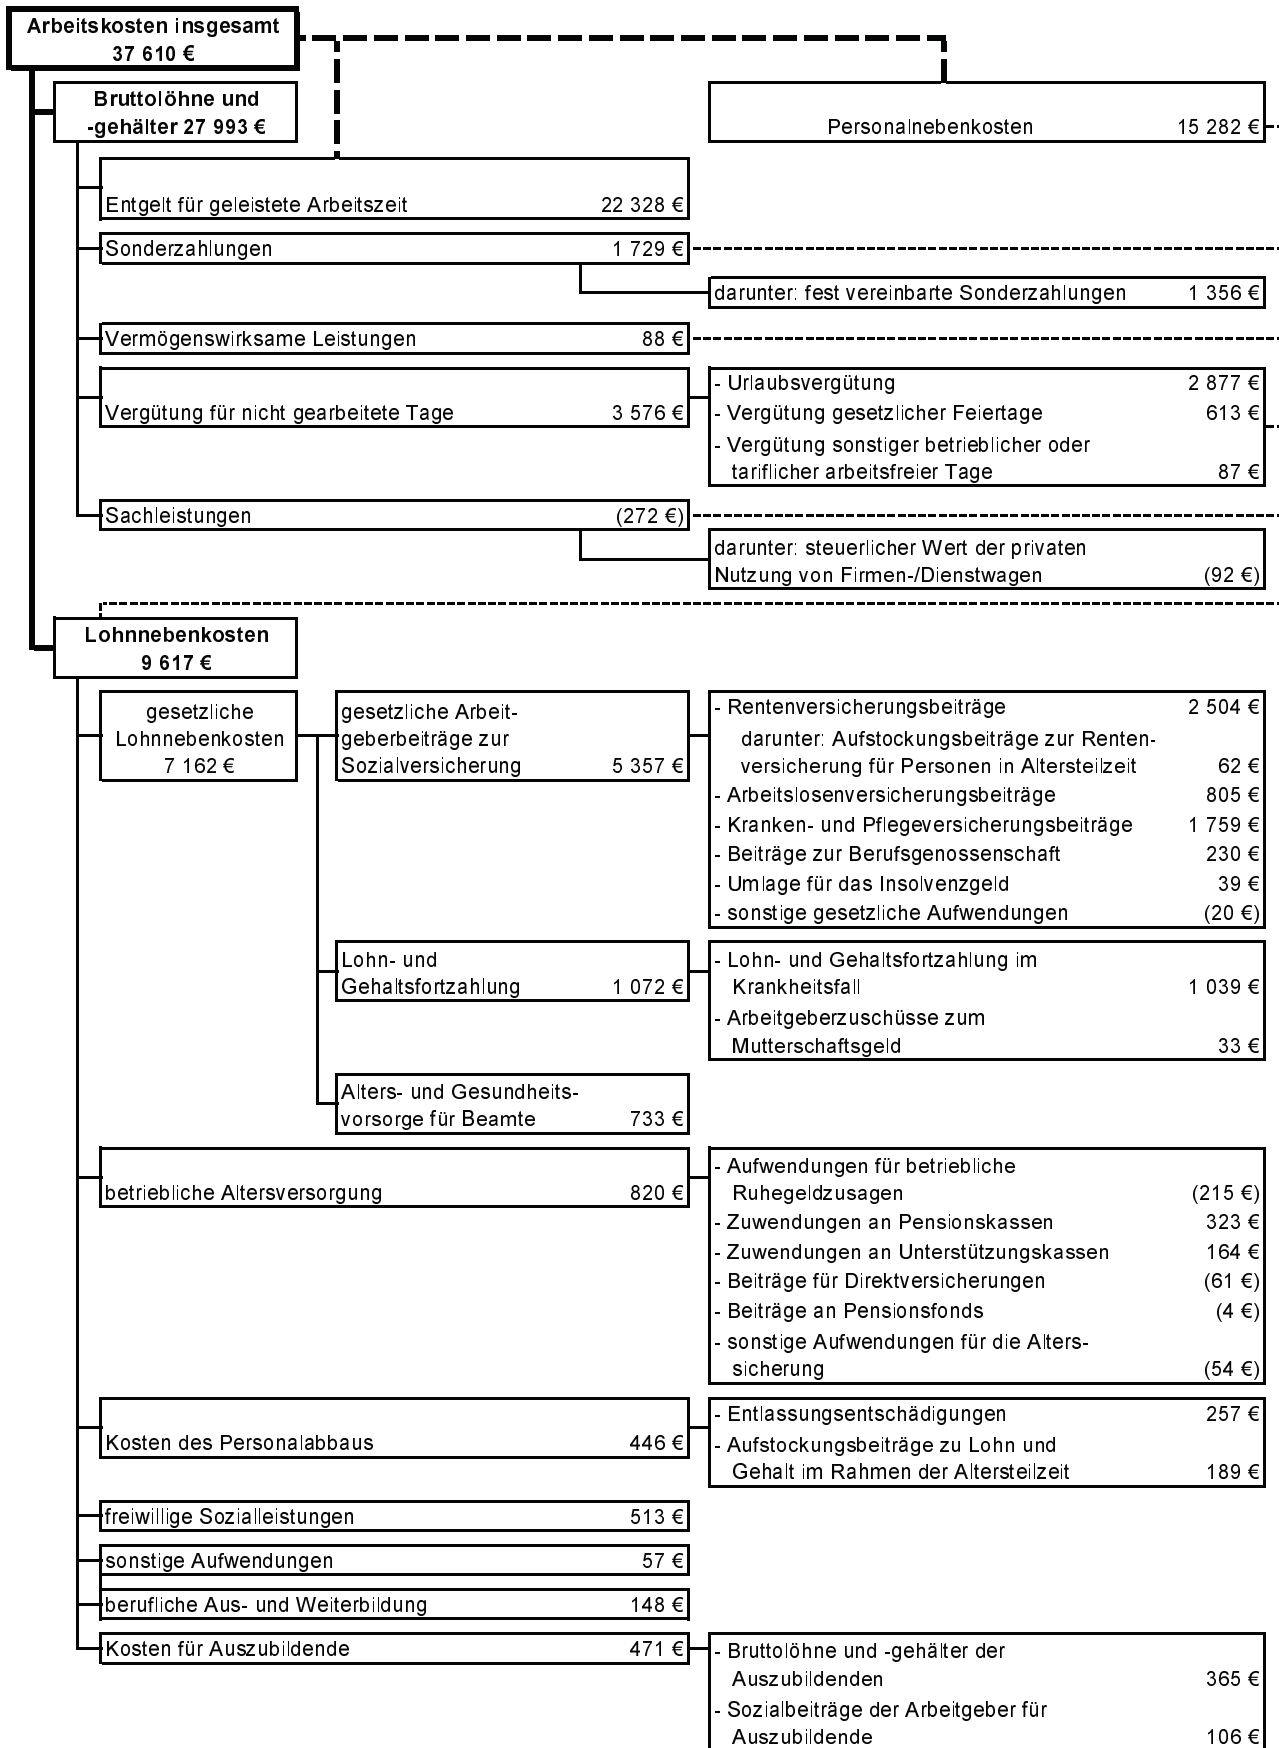 Arbeitskosten insgesamt
37 610 €
Bruttolöhne und
-gehälter 27 993 €
Personalnebenkosten 15 282 €
Entgelt für geleistete Arbeitszeit 22 328 €
Sonderzahlungen 1 729 €
darunter: fest vereinbarte Sonderzahlungen 1 356 €
Vermögenswirksame Leistungen 88 €
Vergütung für nicht gearbeitete Tage 3 576 €
- Urlaubsvergütung 2 877 €
- Vergütung gesetzlicher Feiertage 613 €
- Vergütung sonstiger betrieblicher oder
tariflicher arbeitsfreier Tage 87 €
Sachleistungen (272 €)
darunter: steuerlicher Wert der privaten
Nutzung von Firmen-/Dienstwagen (92 €)
Lohnnebenkosten
9 617 €
gesetzliche
Lohnnebenkosten
7 162 €
gesetzliche Arbeit-
geberbeiträge zur
Sozialversicherung 5 357 €
- Rentenversicherungsbeiträge 2 504 €
darunter: Aufstockungsbeiträge zur Renten-
versicherung für Personen in Altersteilzeit 62 €
- Arbeitslosenversicherungsbeiträge 805 €
- Kranken- und Pflegeversicherungsbeiträge 1 759 €
- Beiträge zur Berufsgenossenschaft 230 €
- Umlage für das Insolvenzgeld 39 €
- sonstige gesetzliche Aufwendungen (20 €)
Lohn- und
Gehaltsfortzahlung 1 072 €
- Lohn- und Gehaltsfortzahlung im
Krankheitsfall 1 039 €
- Arbeitgeberzuschüsse zum
Mutterschaftsgeld 33 €
Alters- und Gesundheits-
vorsorge für Beamte 733 €
betriebliche Altersversorgung 820 €
- Aufwendungen für betriebliche
Ruhegeldzusagen (215 €)
- Zuwendungen an Pensionskassen 323 €
- Zuwendungen an Unterstützungskassen 164 €
- Beiträge für Direktversicherungen (61 €)
- Beiträge an Pensionsfonds (4 €)
- sonstige Aufwendungen für die Alters-
sicherung (54 €)
Kosten des Personalabbaus 446 €
- Entlassungsentschädigungen 257 €
- Aufstockungsbeiträge zu Lohn und
Gehalt im Rahmen der Altersteilzeit 189 €
freiwillige Sozialleistungen 513 €
sonstige Aufwendungen 57 €
berufliche Aus- und Weiterbildung 148 €
Kosten für Auszubildende 471 €
- Bruttolöhne und -gehälter der
Auszubildenden 365 €
- Sozialbeiträge der Arbeitgeber für
Auszubildende 106 €